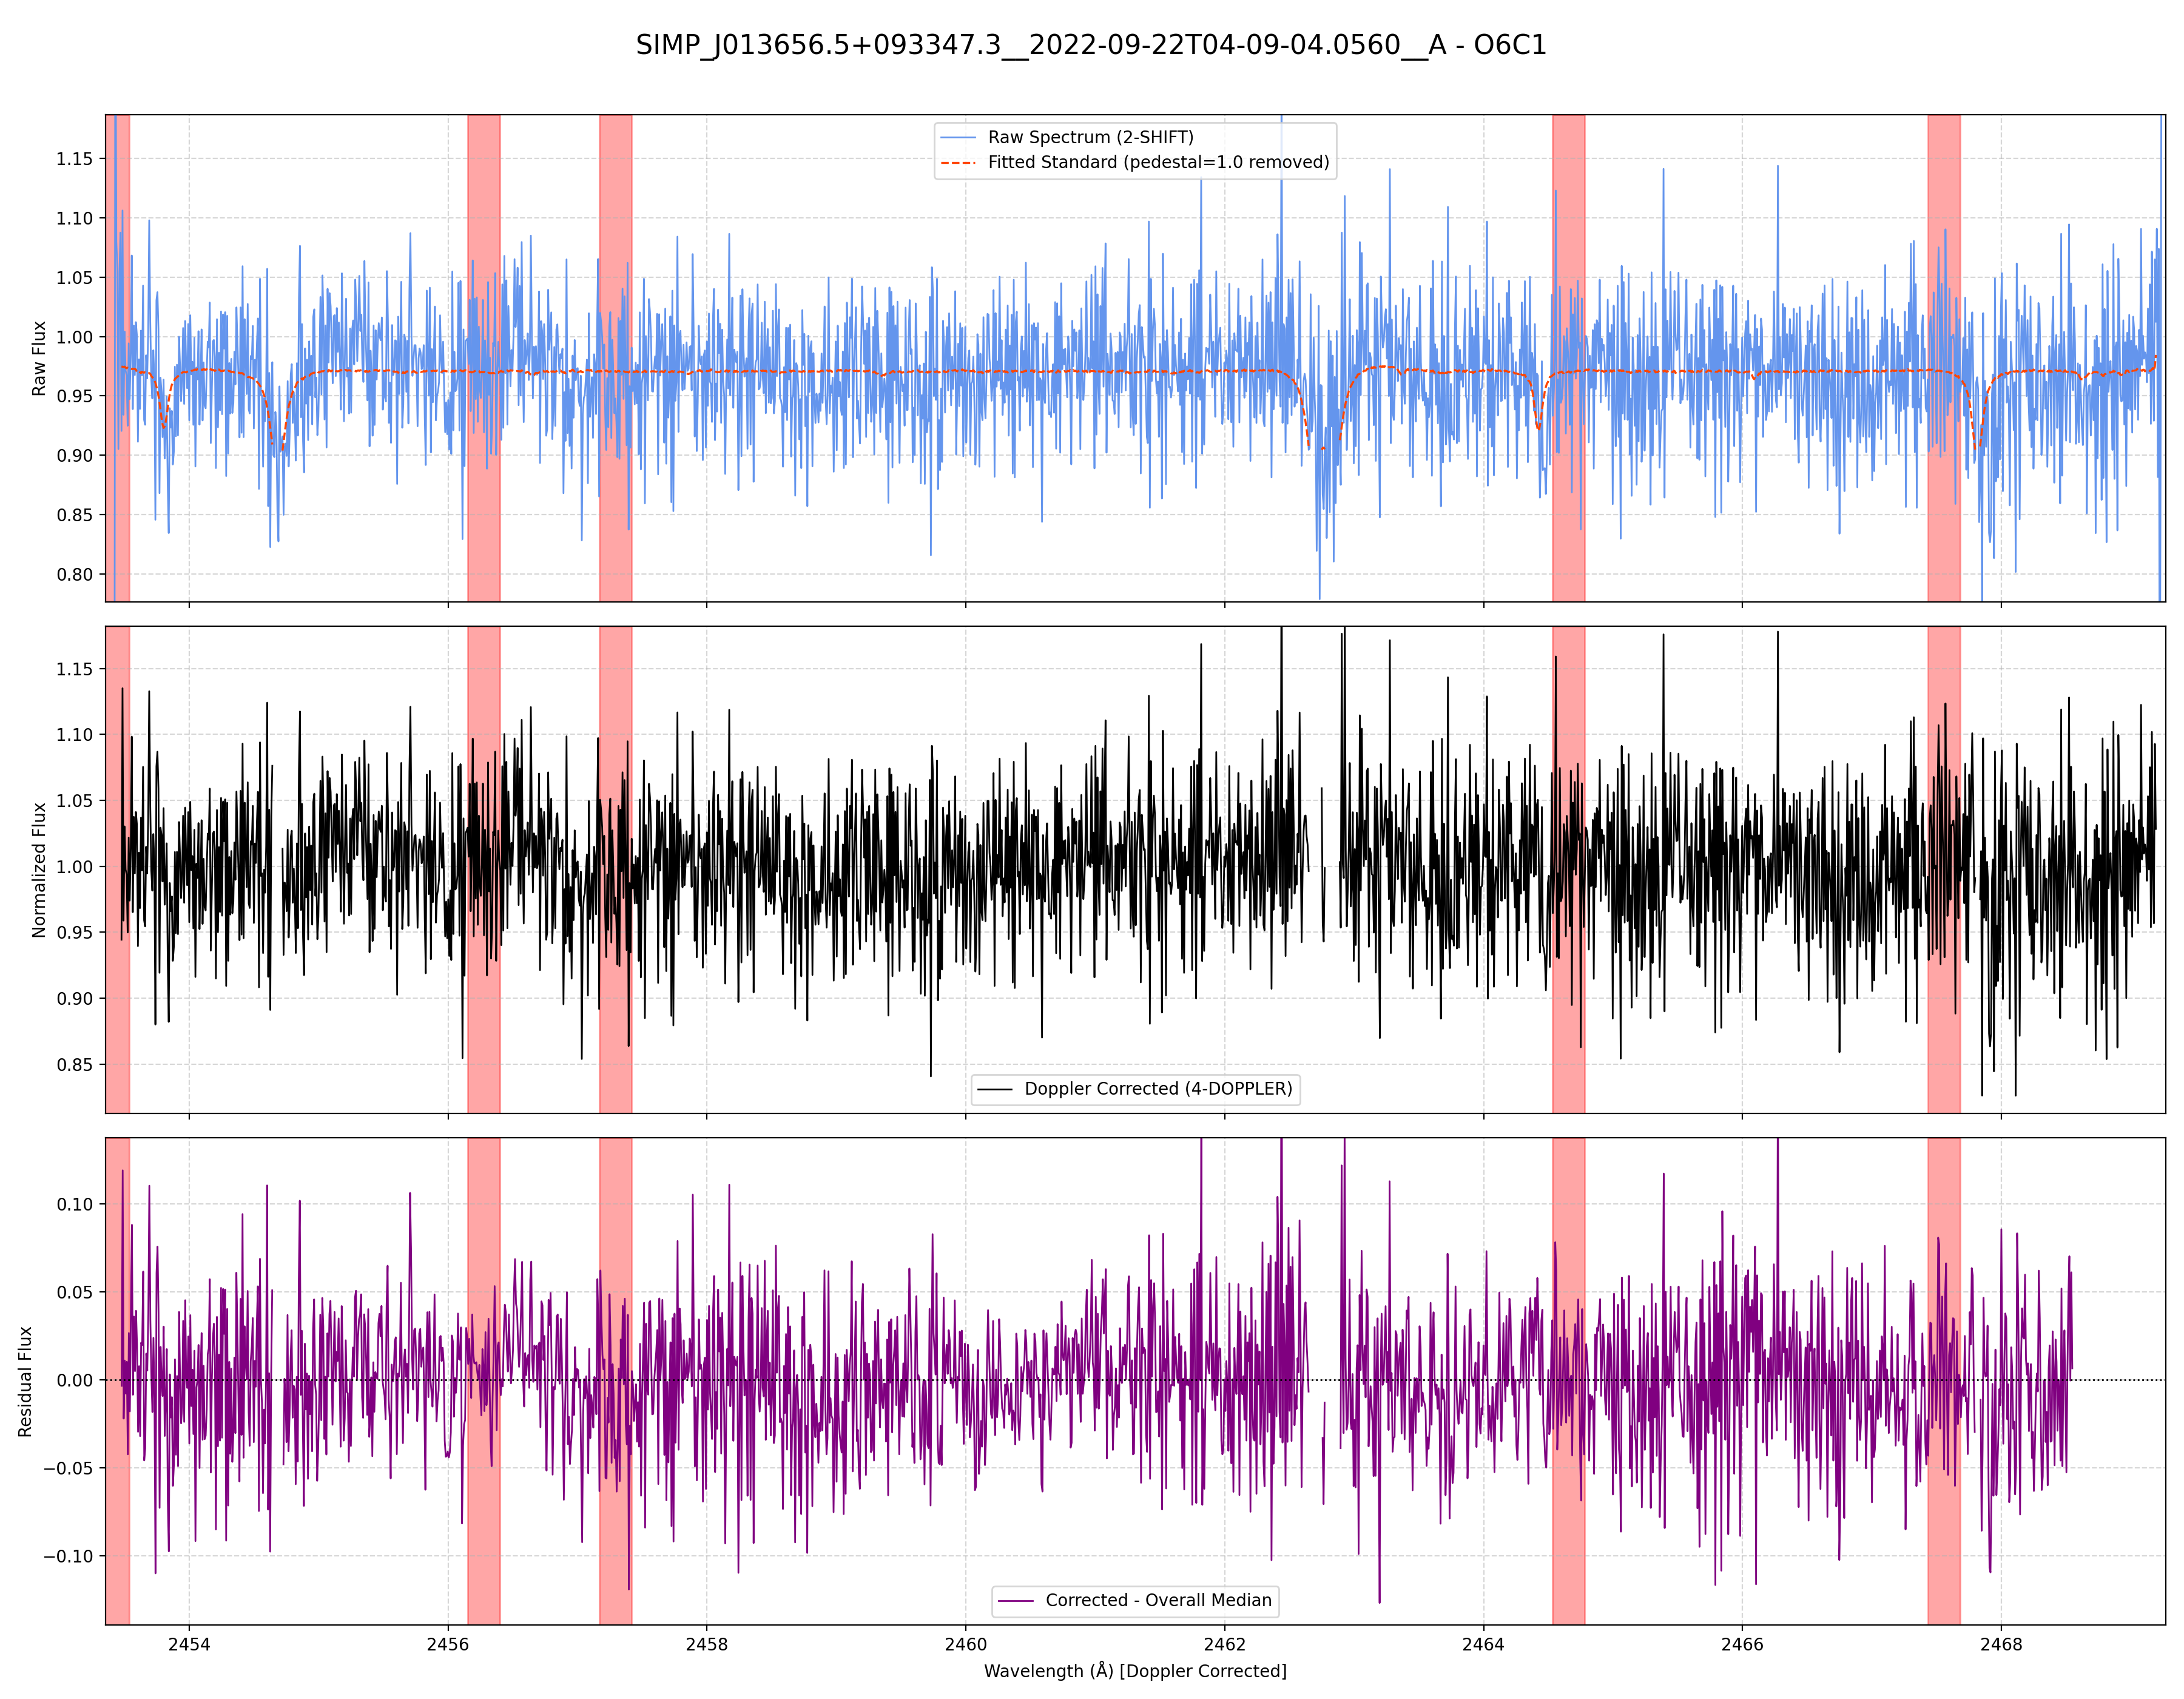 SIMP_J013656.5+093347.3__2022-09-22T04-09-04.0560__A - O6C1
Raw Flux
1.15
1.10
1.05
1.00
0.95
0.90
0.85
0.80
Raw Spectrum (2-SHIFT)
Fitted Standard (pedestal=1.0 removed)
Normalized Flux
1.15
1.10
1.05
1.00
0.95
0.90
0.85
Doppler Corrected (4-DOPPLER)
Residual Flux
0.10
0.05
0.00
−0.05
−0.10
Corrected - Overall Median
2454 2456 2458 2460 2462 2464 2466 2468
Wavelength (Å) [Doppler Corrected]